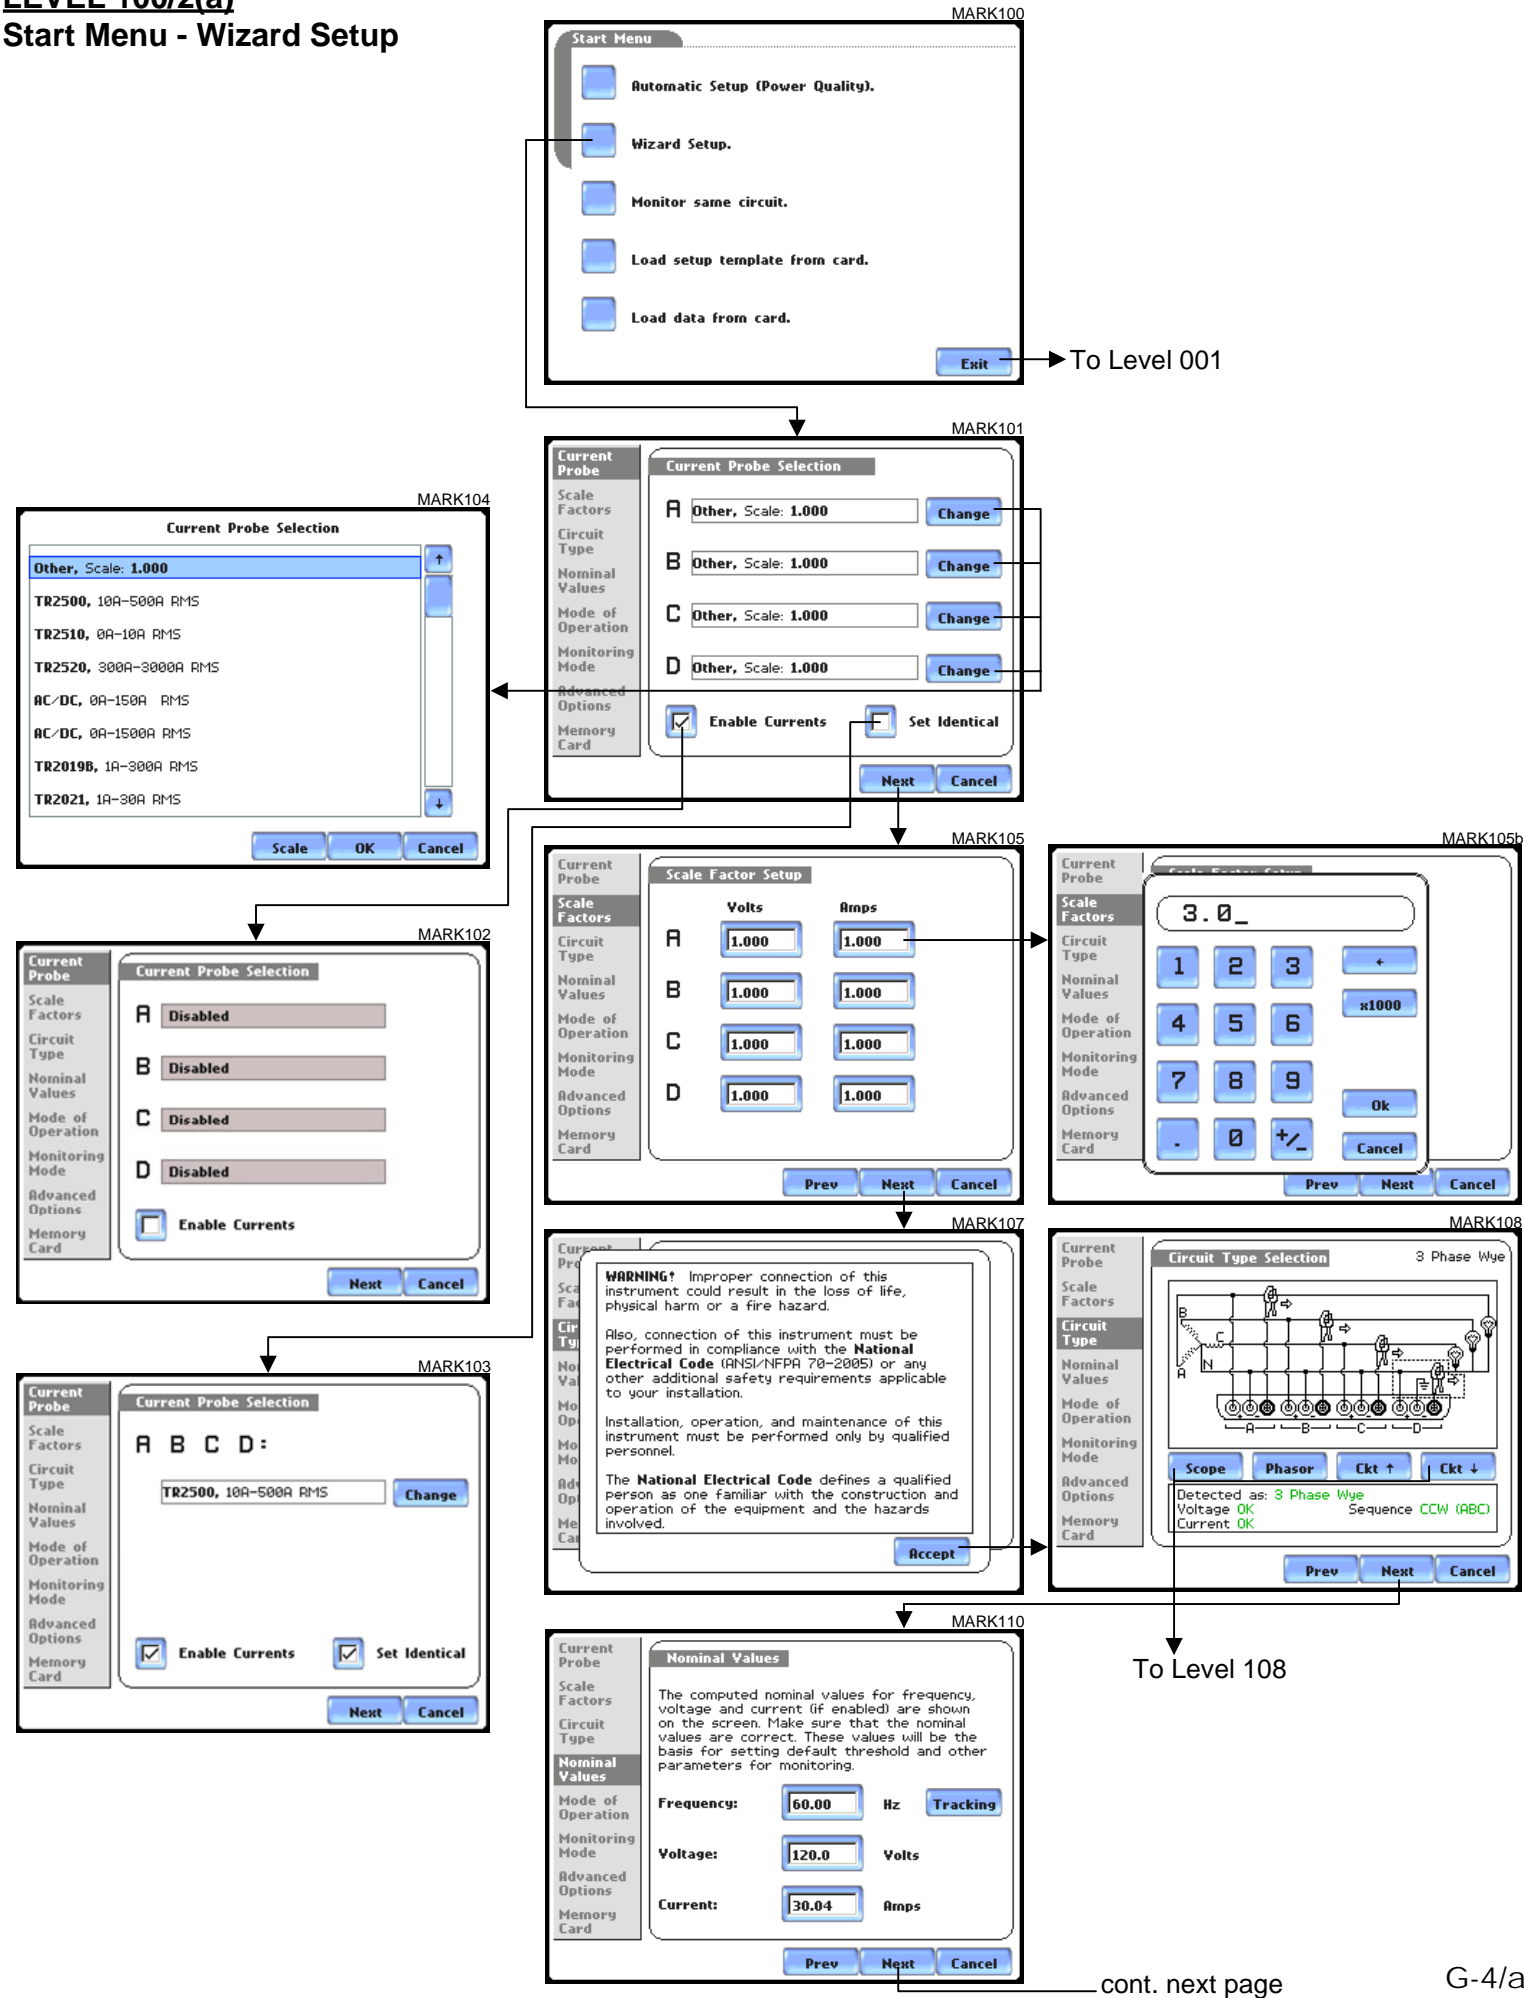 LEVEL 100/2(a)
Start Menu - Wizard Setup
MARK100
Start Menu
Automatic Setup (Power Quality).
Wizard Setup.
Monitor same circuit.
Load setup template from card.
Load data from card.
Exit
To Level 001
MARK101
Current
Probe
Scale
Factors
Circuit
Type
Nominal
Values
Mode of
Operation
Monitoring
Mode
Advanced
Options
Memory
Card
Current Probe Selection
A Other, Scale: 1.000 Change
B Other, Scale: 1.000 Change
C Other, Scale: 1.000 Change
D Other, Scale: 1.000 Change
Enable Currents Set Identical
Next Cancel
MARK104
Current Probe Selection
Other, Scale: 1.000
TR2500, 10A-500A RMS
TR2510, 0A-10A RMS
TR2520, 300A-3000A RMS
AC/DC, 0A-150A RMS
AC/DC, 0A-1500A RMS
TR2019B, 1A-300A RMS
TR2021, 1A-30A RMS
↑
↓
Scale OK Cancel
MARK105
Current
Probe
Scale
Factors
Circuit
Type
Nominal
Values
Mode of
Operation
Monitoring
Mode
Advanced
Options
Memory
Card
Scale Factor Setup
Volts Amps
A 1.000 1.000
B 1.000 1.000
C 1.000 1.000
D 1.000 1.000
Prev Next Cancel
MARK105b
Current
Probe
Scale
Factors
Circuit
Type
Nominal
Values
Mode of
Operation
Monitoring
Mode
Advanced
Options
Memory
Card
Scale Factor Setup
3.0_
1 2 3 ←
4 5 6 x1000
7 8 9 Ok
. 0 +/- Cancel
Prev Next Cancel
MARK102
Current
Probe
Scale
Factors
Circuit
Type
Nominal
Values
Mode of
Operation
Monitoring
Mode
Advanced
Options
Memory
Card
Current Probe Selection
A Disabled
B Disabled
C Disabled
D Disabled
Enable Currents
Next Cancel
MARK107
WARNING! Improper connection of this
instrument could result in the loss of life,
physical harm or a fire hazard.
Also, connection of this instrument must be
performed in compliance with the National
Electrical Code (ANSI/NFPA 70-2005) or any
other additional safety requirements applicable
to your installation.
Installation, operation, and maintenance of this
instrument must be performed only by qualified
personnel.
The National Electrical Code defines a qualified
person as one familiar with the construction and
operation of the equipment and the hazards
involved.
Accept
MARK108
Current
Probe
Scale
Factors
Circuit
Type
Nominal
Values
Mode of
Operation
Monitoring
Mode
Advanced
Options
Memory
Card
Circuit Type Selection 3 Phase Wye
B
C
N
A
A B C D
Scope Phasor Ckt ↑ Ckt ↓
Detected as: 3 Phase Wye
Voltage OK Sequence CCW (ABC)
Current OK
Prev Next Cancel
To Level 108
MARK103
Current
Probe
Scale
Factors
Circuit
Type
Nominal
Values
Mode of
Operation
Monitoring
Mode
Advanced
Options
Memory
Card
Current Probe Selection
A B C D:
TR2500, 10A-500A RMS Change
Enable Currents Set Identical
Next Cancel
MARK110
Current
Probe
Scale
Factors
Circuit
Type
Nominal
Values
Mode of
Operation
Monitoring
Mode
Advanced
Options
Memory
Card
Nominal Values
The computed nominal values for frequency,
voltage and current (if enabled) are shown
on the screen. Make sure that the nominal
values are correct. These values will be the
basis for setting default threshold and other
parameters for monitoring.
Frequency: 60.00 Hz Tracking
Voltage: 120.0 Volts
Current: 30.04 Amps
Prev Next Cancel
cont. next page
G-4/a